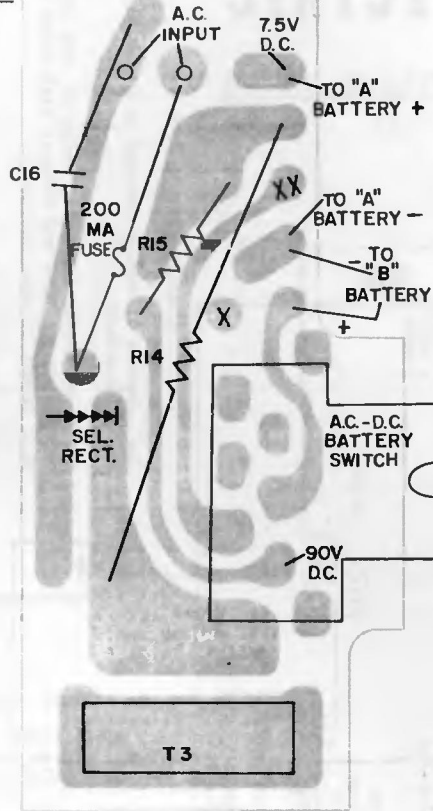 A.C.
INPUT
7.5V
D.C.
TO "A"
BATTERY +
C16
200
MA
FUSE
R15
XX
TO "A"
BATTERY -
- TO
"B"
BATTERY
+
X
R14
SEL.
RECT.
A.C.-D.C.
BATTERY
SWITCH
90V
D.C.
T3